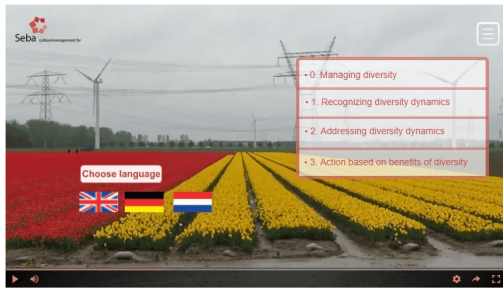 Seba cultuurmanagement bv
• 0. Managing diversity
• 1. Recognizing diversity dynamics
• 2. Addressing diversity dynamics
• 3. Action based on benefits of diversity
Choose language